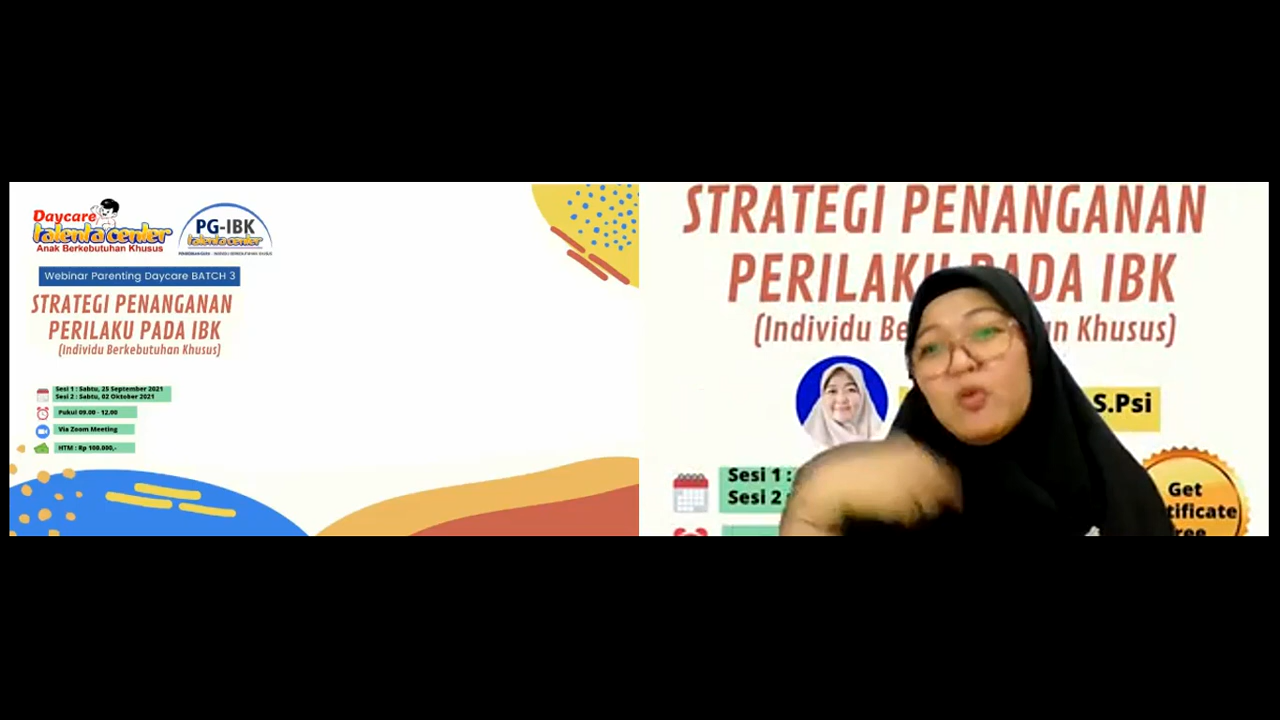 Daycare
talenta center
Anak Berkebutuhan Khusus
PG-IBK
talenta center
Webinar Parenting Daycare BATCH 3
STRATEGI PENANGANAN
PERILAKU PADA IBK
(Individu Berkebutuhan Khusus)
Sesi 1 : Sabtu, 25 September 2021
Sesi 2 : Sabtu, 02 Oktober 2021
Pukul 09.00 - 12.00
Via Zoom Meeting
HTM : Rp 100.000,-
STRATEGI PENANGANAN
PERILAKU PADA IBK
(Individu Be an Khusus)
S.Psi
Sesi 1 :
Sesi 2
Get
tificate
ree